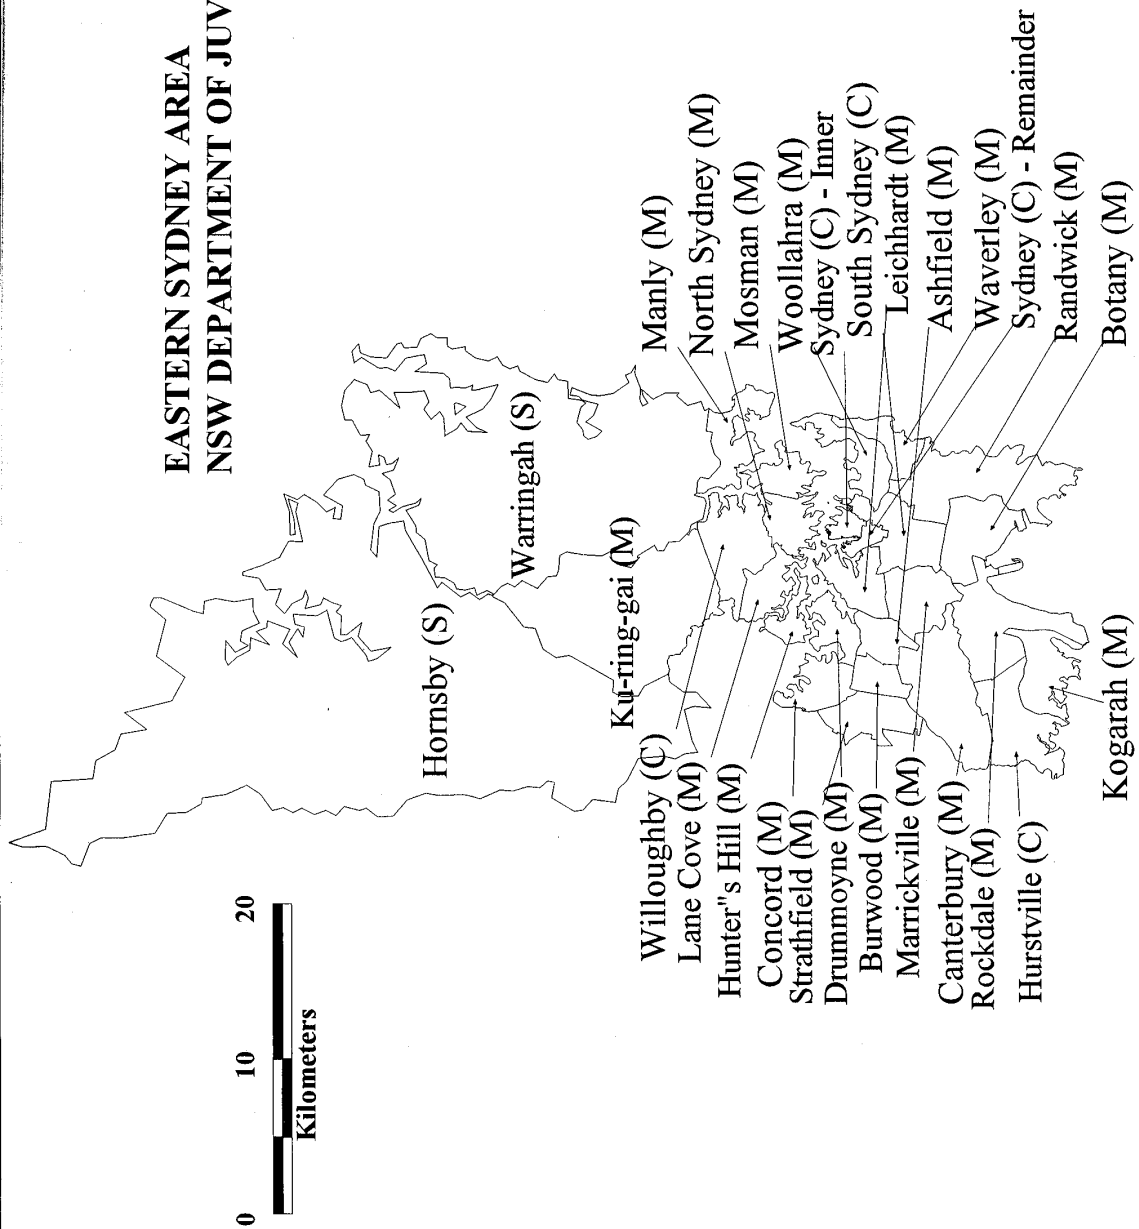 EASTERN SYDNEY AREA
NSW DEPARTMENT OF JUV
Hornsby (S)
Warringah (S)
Ku-ring-gai (M)
Manly (M)
North Sydney (M)
Mosman (M)
Woollahra (M)
Sydney (C) - Inner
South Sydney (C)
Leichhardt (M)
Ashfield (M)
Waverley (M)
Sydney (C) - Remainder
Randwick (M)
Botany (M)
Willoughby (C)
Lane Cove (M)
Hunter"s Hill (M)
Concord (M)
Strathfield (M)
Drummoyne (M)
Burwood (M)
Marrickville (M)
Canterbury (M)
Rockdale (M)
Hurstville (C)
Kogarah (M)
0 10 20
Kilometers